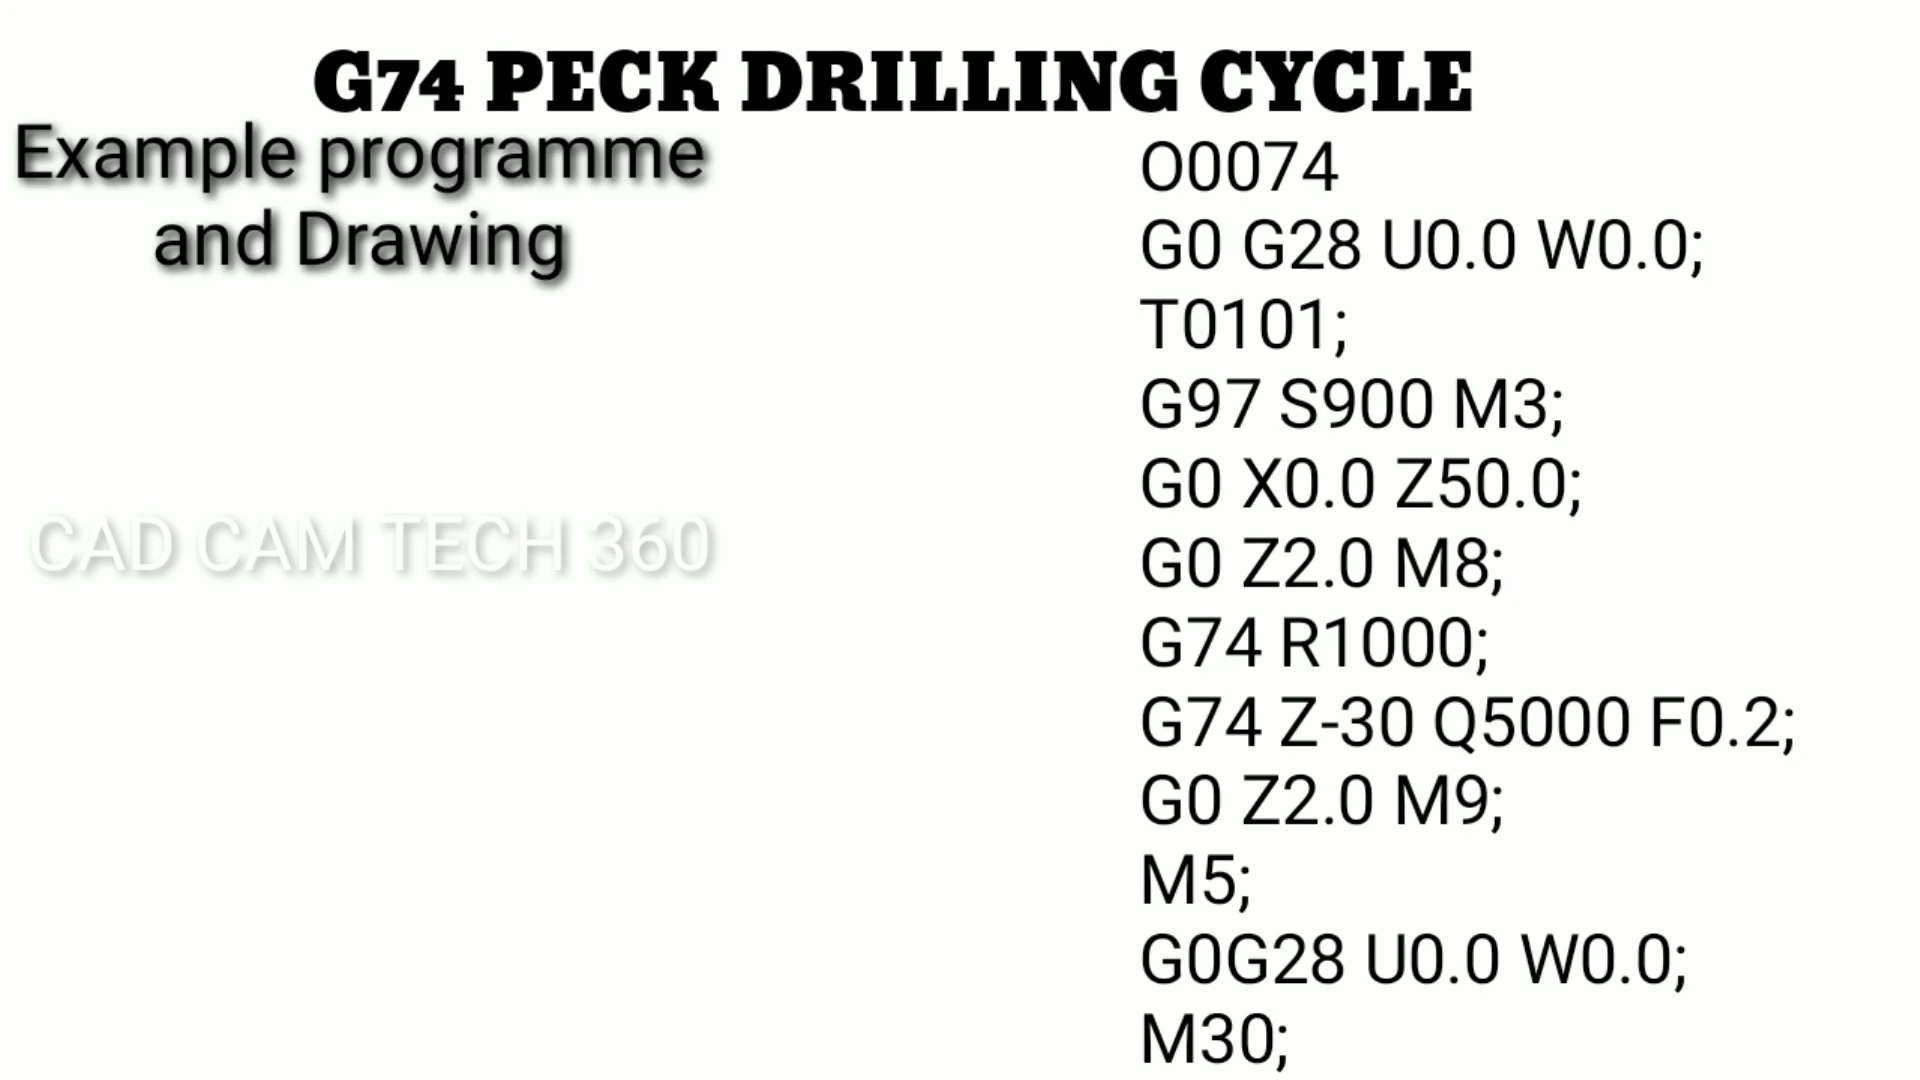 G74 PECK DRILLING CYCLE
Example programme
and Drawing
CAD CAM TECH 360
O0074
G0 G28 U0.0 W0.0;
T0101;
G97 S900 M3;
G0 X0.0 Z50.0;
G0 Z2.0 M8;
G74 R1000;
G74 Z-30 Q5000 F0.2;
G0 Z2.0 M9;
M5;
G0G28 U0.0 W0.0;
M30;